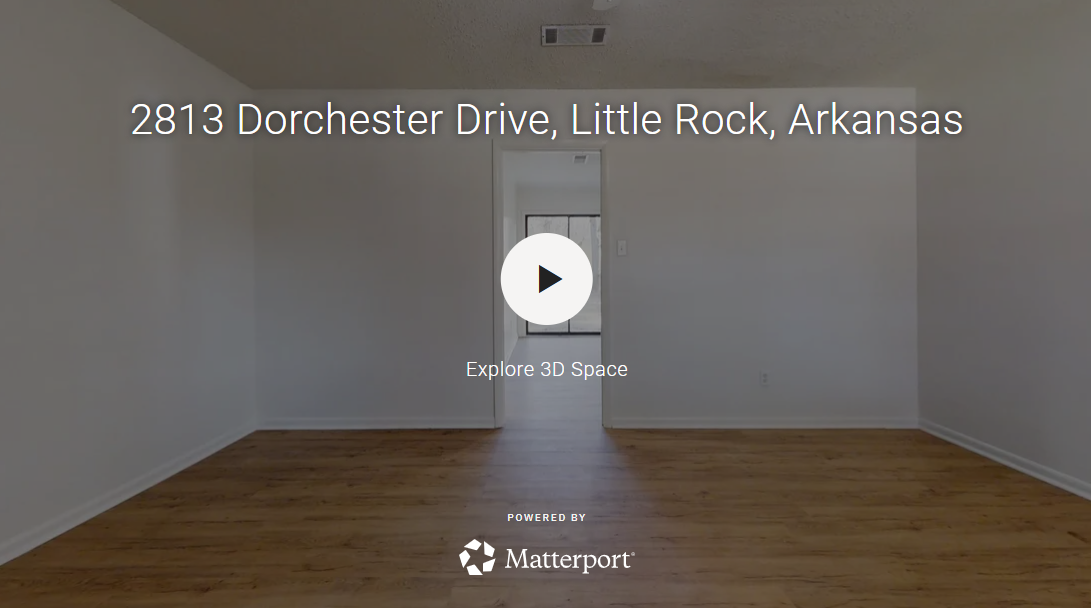 2813 Dorchester Drive, Little Rock, Arkansas
Explore 3D Space
POWERED BY
Matterport®